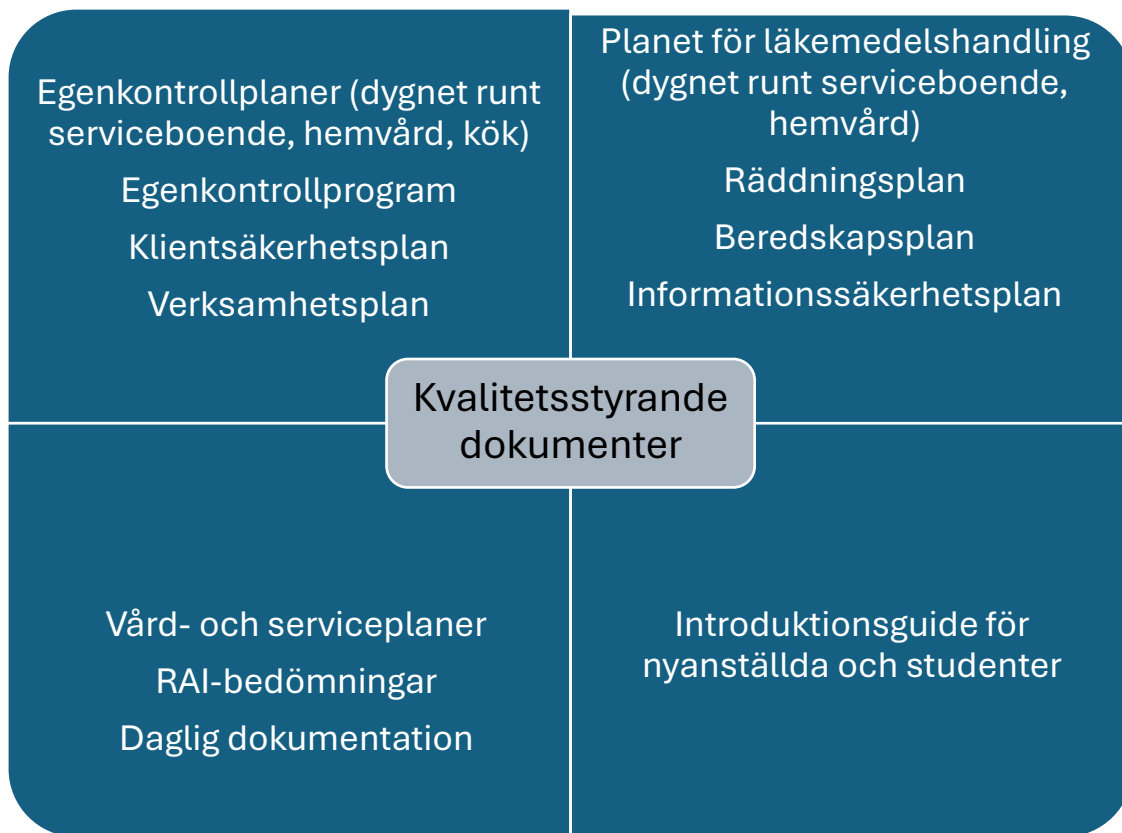 Egenkontrollplaner (dygnet runt
serviceboende, hemvård, kök)
Egenkontrollprogram
Klientsäkerhetsplan
Verksamhetsplan
Planet för läkemedelshandling
(dygnet runt serviceboende,
hemvård)
Räddningsplan
Beredskapsplan
Informationssäkerhetsplan
Kvalitetsstyrande
dokumenter
Vård- och serviceplaner
RAI-bedömningar
Daglig dokumentation
Introduktionsguide för
nyanställda och studenter